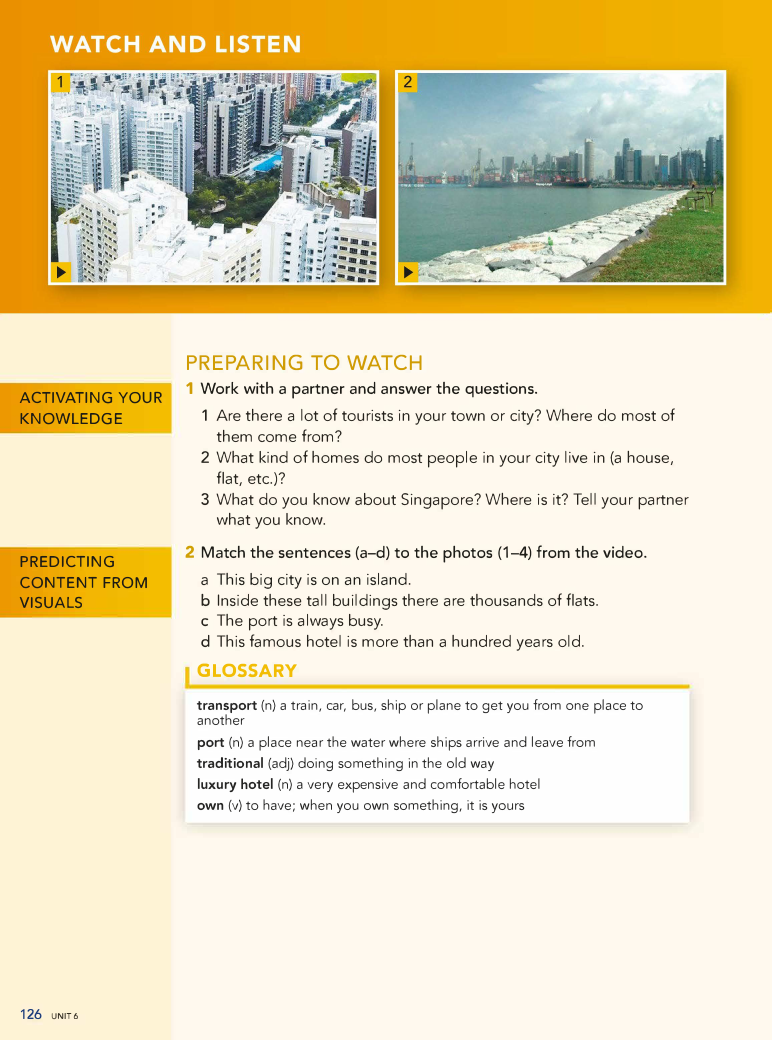 WATCH AND LISTEN
1
2
PREPARING TO WATCH
ACTIVATING YOUR
KNOWLEDGE
1 Work with a partner and answer the questions.
1 Are there a lot of tourists in your town or city? Where do most of
them come from?
2 What kind of homes do most people in your city live in (a house,
flat, etc.)?
3 What do you know about Singapore? Where is it? Tell your partner
what you know.
PREDICTING
CONTENT FROM
VISUALS
2 Match the sentences (a–d) to the photos (1–4) from the video.
a This big city is on an island.
b Inside these tall buildings there are thousands of flats.
c The port is always busy.
d This famous hotel is more than a hundred years old.
GLOSSARY
transport (n) a train, car, bus, ship or plane to get you from one place to
another
port (n) a place near the water where ships arrive and leave from
traditional (adj) doing something in the old way
luxury hotel (n) a very expensive and comfortable hotel
own (v) to have; when you own something, it is yours
126 UNIT 6